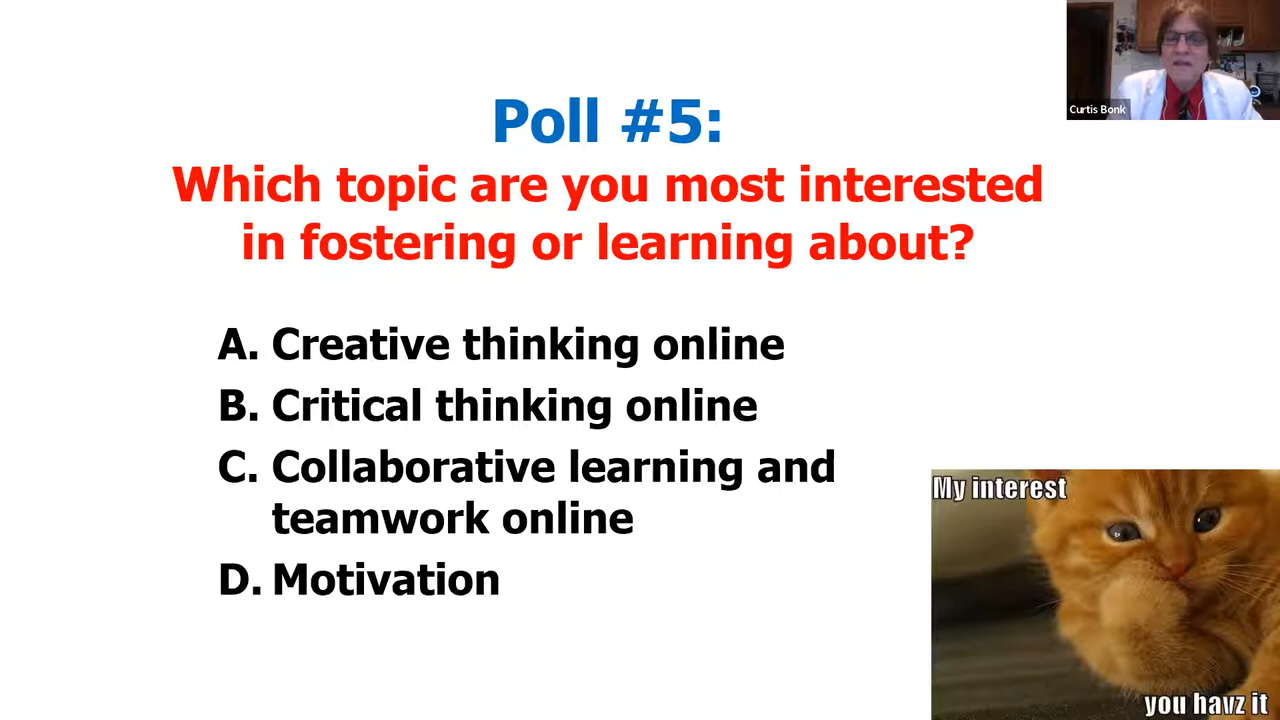 Poll #5:
Which topic are you most interested
in fostering or learning about?
A. Creative thinking online
B. Critical thinking online
C. Collaborative learning and
teamwork online
D. Motivation
Curtis Bonk
My interest
you havz it